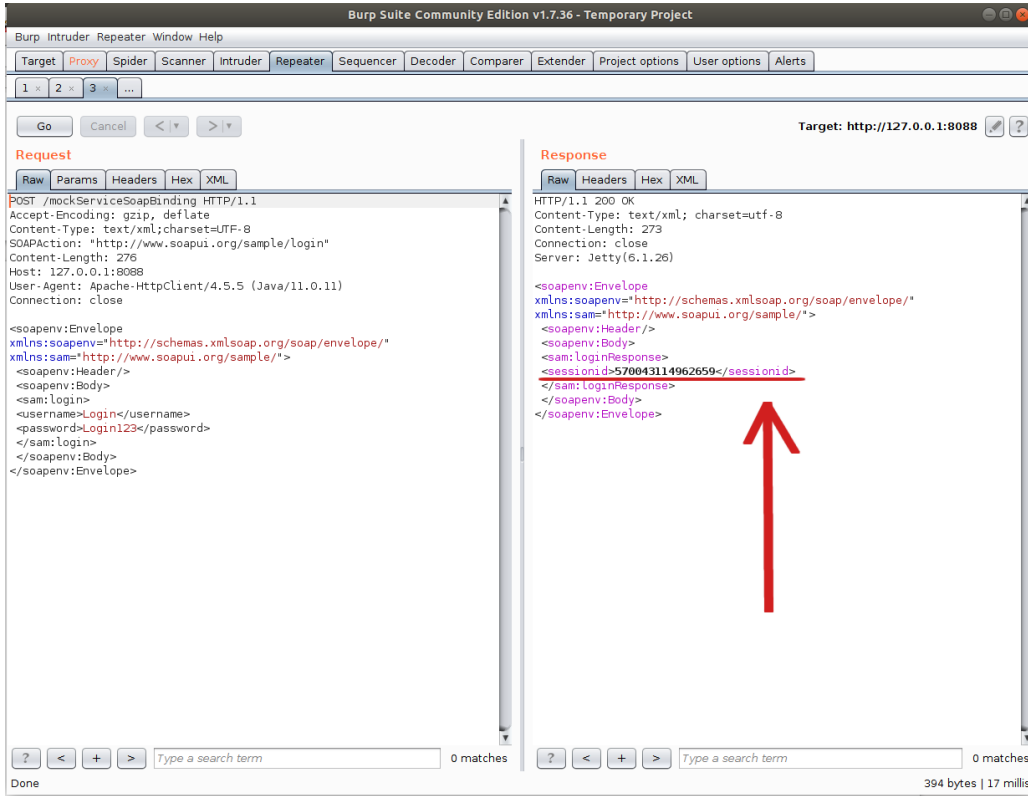 Burp Suite Community Edition v1.7.36 - Temporary Project
Burp Intruder Repeater Window Help
Target Proxy Spider Scanner Intruder Repeater Sequencer Decoder Comparer Extender Project options User options Alerts
1 × 2 × 3 × ...
Go Cancel < > Target: http://127.0.0.1:8088 ?
Request
Raw Params Headers Hex XML
POST /mockServiceSoapBinding HTTP/1.1
Accept-Encoding: gzip, deflate
Content-Type: text/xml;charset=UTF-8
SOAPAction: "http://www.soapui.org/sample/login"
Content-Length: 276
Host: 127.0.0.1:8088
User-Agent: Apache-HttpClient/4.5.5 (Java/11.0.11)
Connection: close
<soapenv:Envelope
xmlns:soapenv="http://schemas.xmlsoap.org/soap/envelope/"
xmlns:sam="http://www.soapui.org/sample/">
<soapenv:Header/>
<soapenv:Body>
<sam:login>
<username>Login</username>
<password>Login123</password>
</sam:login>
</soapenv:Body>
</soapenv:Envelope>
? < + > Type a search term 0 matches
Response
Raw Headers Hex XML
HTTP/1.1 200 OK
Content-Type: text/xml; charset=utf-8
Content-Length: 273
Connection: close
Server: Jetty(6.1.26)
<soapenv:Envelope
xmlns:soapenv="http://schemas.xmlsoap.org/soap/envelope/"
xmlns:sam="http://www.soapui.org/sample/">
<soapenv:Header/>
<soapenv:Body>
<sam:loginResponse>
<sessionid>570043114962659</sessionid>
</sam:loginResponse>
</soapenv:Body>
</soapenv:Envelope>
? < + > Type a search term 0 matches
Done 394 bytes | 17 millis